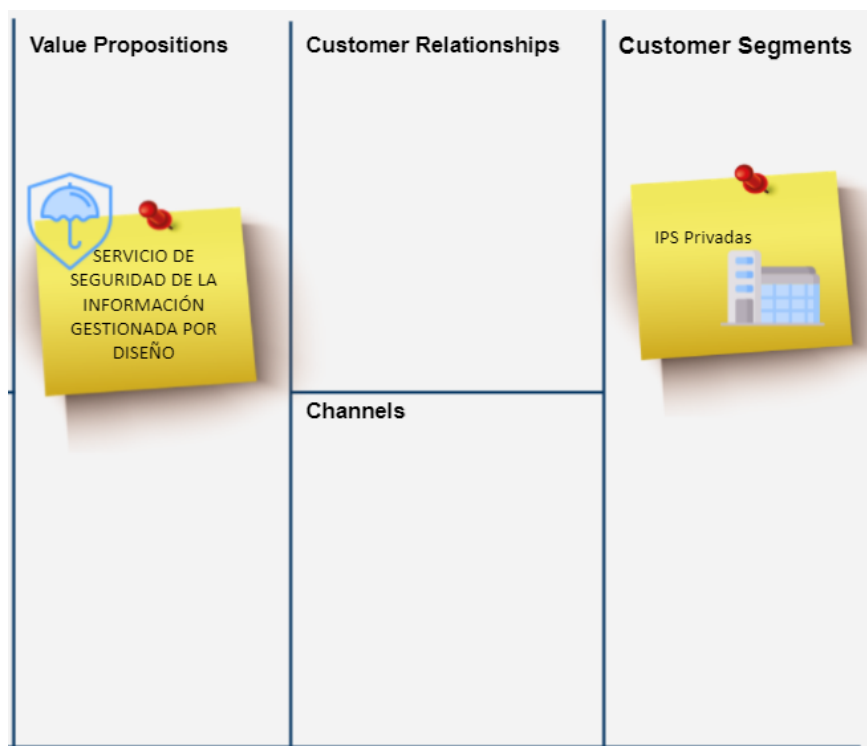 Value Propositions
Customer Relationships
Customer Segments
SERVICIO DE
SEGURIDAD DE LA
INFORMACIÓN
GESTIONADA POR
DISEÑO
IPS Privadas
Channels